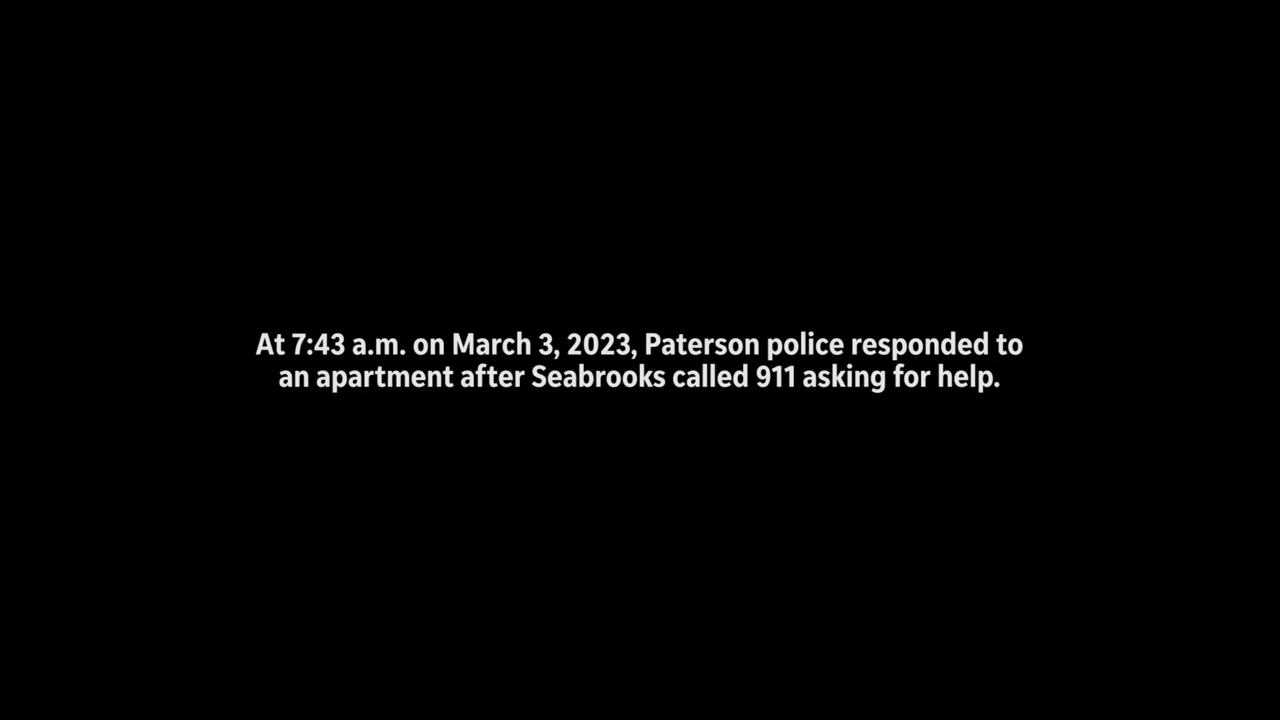 At 7:43 a.m. on March 3, 2023, Paterson police responded to
an apartment after Seabrooks called 911 asking for help.